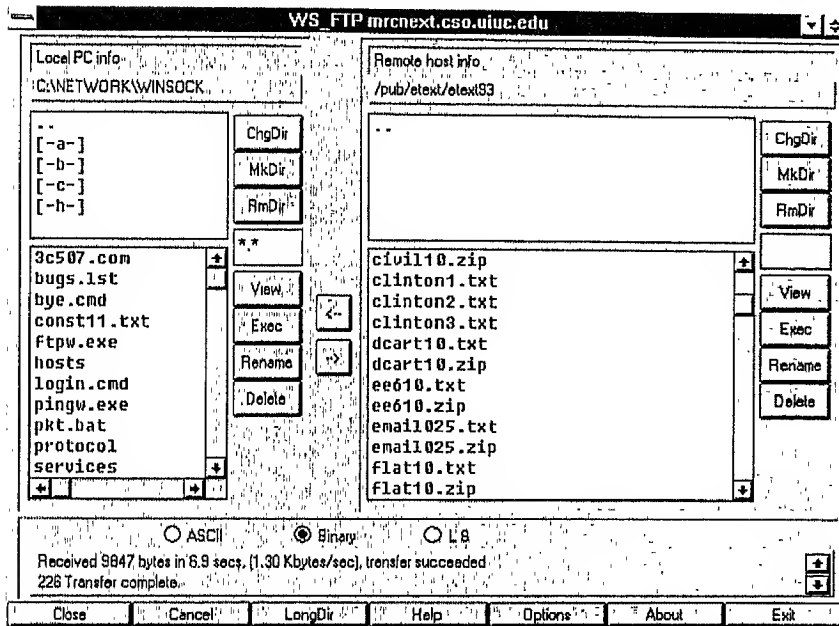 WS_FTP mrcnext.cso.uiuc.edu
Local PC info
C:\NETWORK\WINSOCK
..
[-a-]
[-b-]
[-c-]
[-h-]
ChgDir
MkDir
RmDir
*.*
3c507.com
bugs.lst
bye.cmd
const11.txt
ftpw.exe
hosts
login.cmd
pingw.exe
pkt.bat
protocol
services
View
Exec
Rename
Delete
<--
-->
Remote host info
/pub/etext/etext93
..
ChgDir
MkDir
RmDir
civil10.zip
clinton1.txt
clinton2.txt
clinton3.txt
dcart10.txt
dcart10.zip
ee610.txt
ee610.zip
email025.txt
email025.zip
flat10.txt
flat10.zip
View
Exec
Rename
Delete
ASCII
Binary
L 8
Received 9847 bytes in 6.9 secs, (1.30 Kbytes/sec), transfer succeeded
226 Transfer complete.
Close
Cancel
LongDir
Help
Options
About
Exit